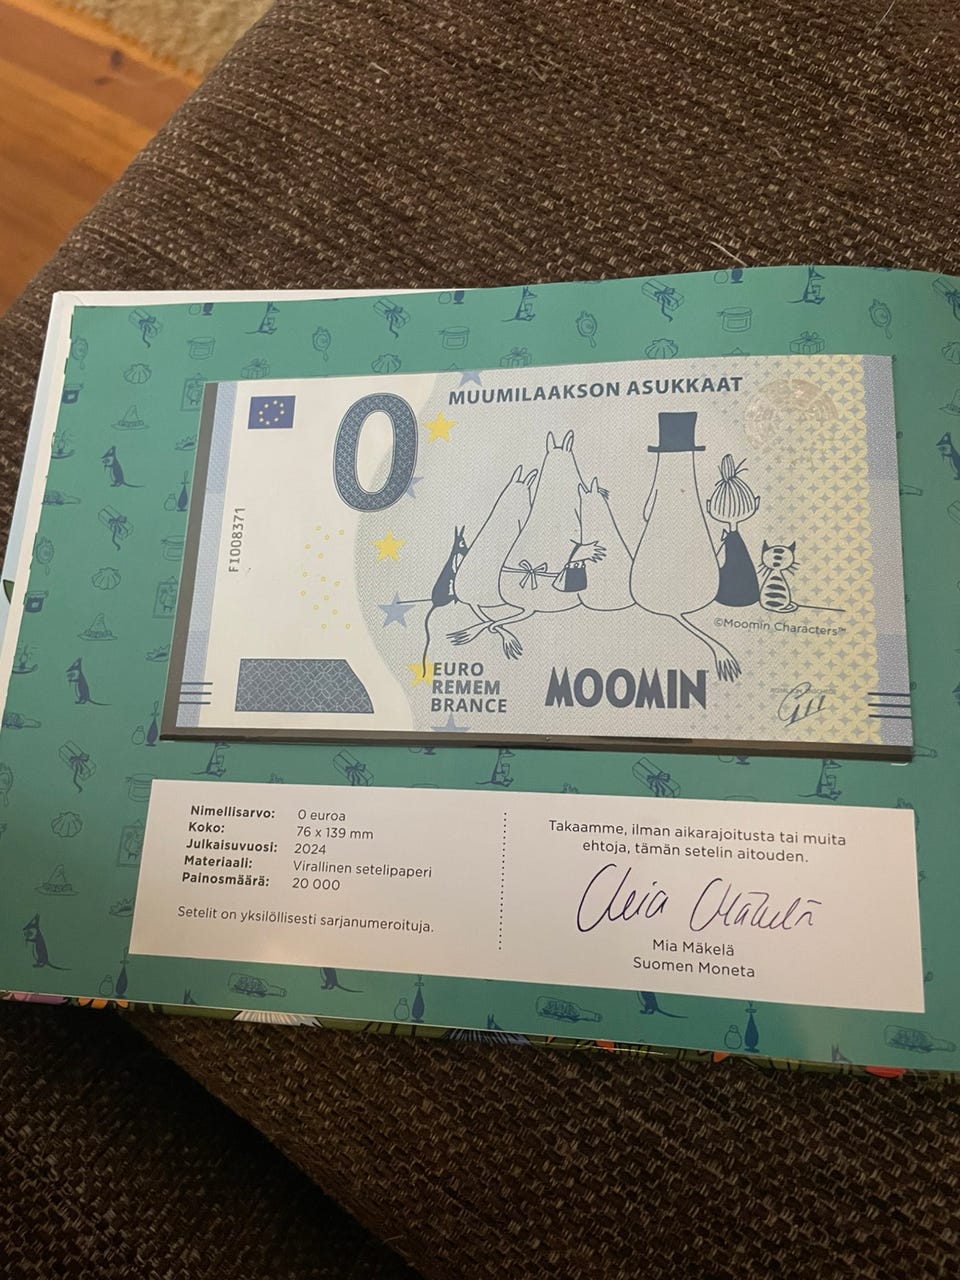 0
MUUMILAAKSON ASUKKAAT
FI008371
©Moomin Characters™
EURO
REMEM
BRANCE
MOOMIN
Nimellisarvo: 0 euroa
Koko: 76 x 139 mm
Julkaisuvuosi: 2024
Materiaali: Virallinen setelipaperi
Painosmäärä: 20 000
Setelit on yksilöllisesti sarjanumeroituja.
Takaamme, ilman aikarajoitusta tai muita
ehtoja, tämän setelin aitouden.
Mia Mäkelä
Mia Mäkelä
Suomen Moneta